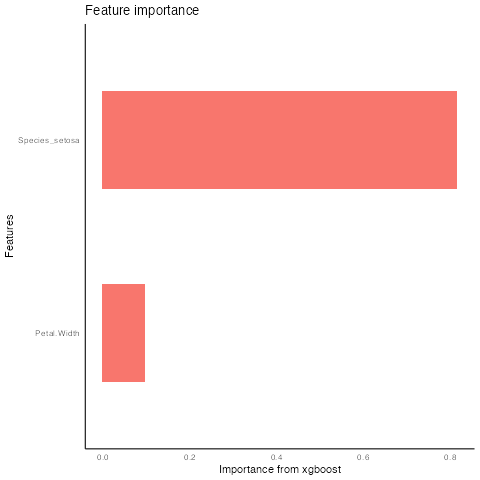 Feature importance
Features
Species_setosa
Petal.Width
0.0 0.2 0.4 0.6 0.8
Importance from xgboost